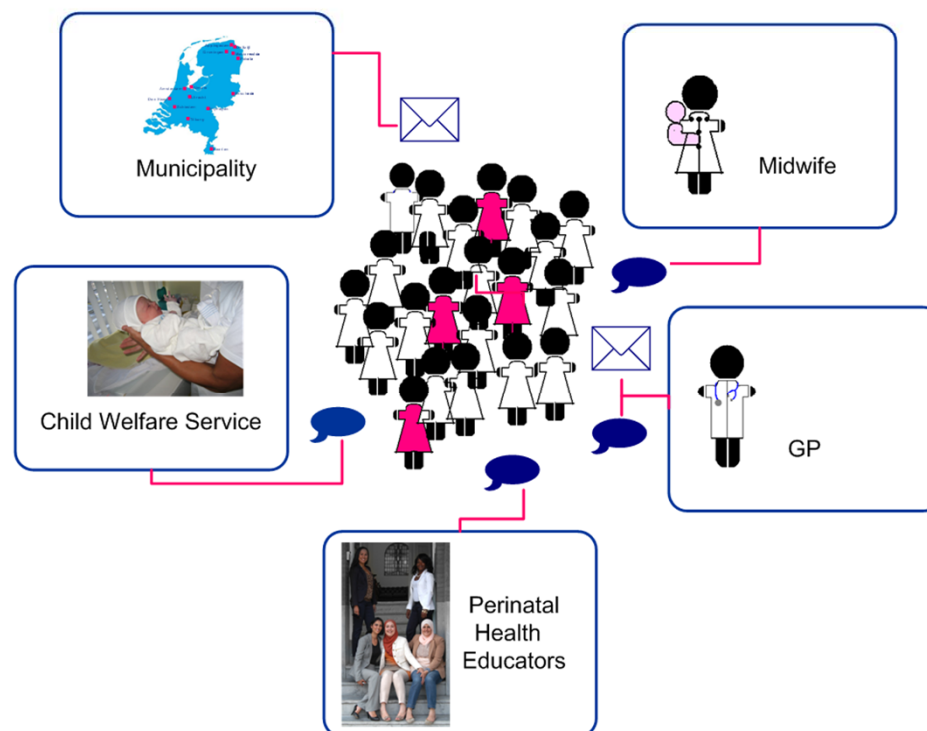 Municipality
Midwife
Child Welfare Service
GP
Perinatal
Health
Educators